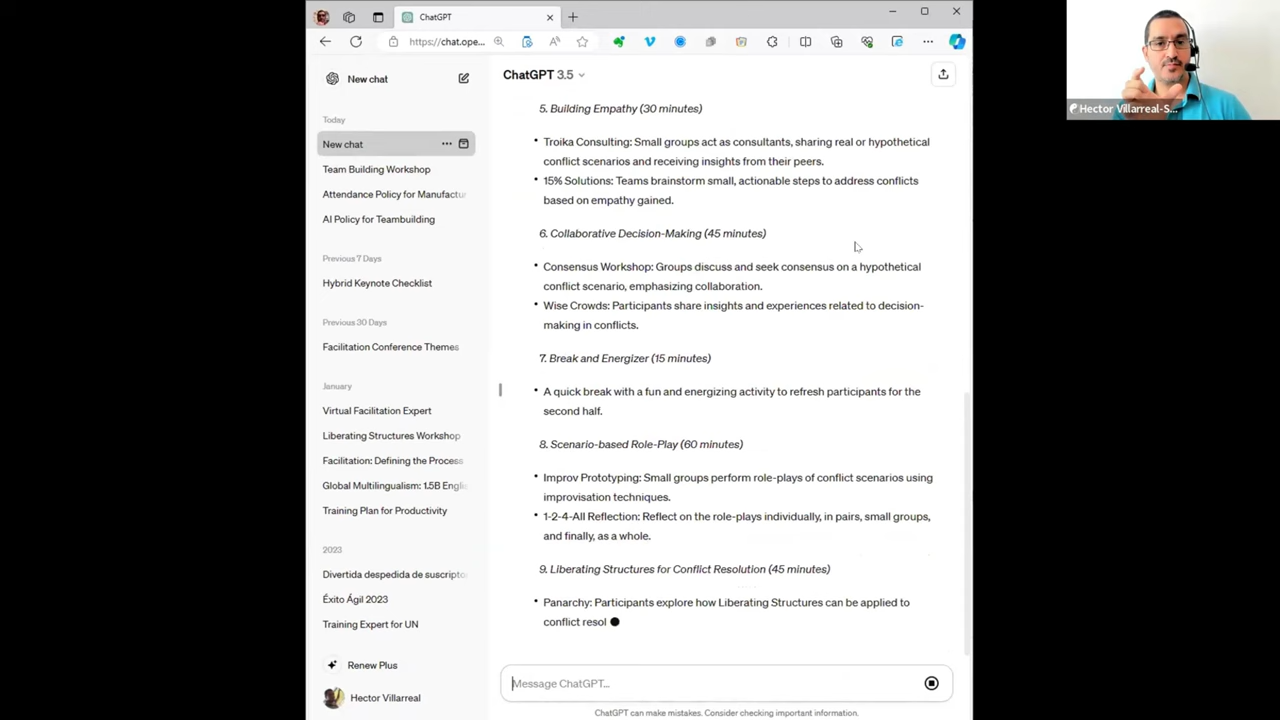 ChatGPT
https://chat.ope...
Hector Villarreal-S...
New chat
Today
New chat
Team Building Workshop
Attendance Policy for Manufactu
AI Policy for Teambuilding
Previous 7 Days
Hybrid Keynote Checklist
Previous 30 Days
Facilitation Conference Themes
January
Virtual Facilitation Expert
Liberating Structures Workshop
Facilitation: Defining the Process
Global Multilingualism: 1.5B Engli
Training Plan for Productivity
2023
Divertida despedida de suscripto
Éxito Ágil 2023
Training Expert for UN
Renew Plus
Hector Villarreal
ChatGPT 3.5
5. Building Empathy (30 minutes)
Troika Consulting: Small groups act as consultants, sharing real or hypothetical
conflict scenarios and receiving insights from their peers.
15% Solutions: Teams brainstorm small, actionable steps to address conflicts
based on empathy gained.
6. Collaborative Decision-Making (45 minutes)
Consensus Workshop: Groups discuss and seek consensus on a hypothetical
conflict scenario, emphasizing collaboration.
Wise Crowds: Participants share insights and experiences related to decision-
making in conflicts.
7. Break and Energizer (15 minutes)
A quick break with a fun and energizing activity to refresh participants for the
second half.
8. Scenario-based Role-Play (60 minutes)
Improv Prototyping: Small groups perform role-plays of conflict scenarios using
improvisation techniques.
1-2-4-All Reflection: Reflect on the role-plays individually, in pairs, small groups,
and finally, as a whole.
9. Liberating Structures for Conflict Resolution (45 minutes)
Panarchy: Participants explore how Liberating Structures can be applied to
conflict resol
Message ChatGPT...
ChatGPT can make mistakes. Consider checking important information.